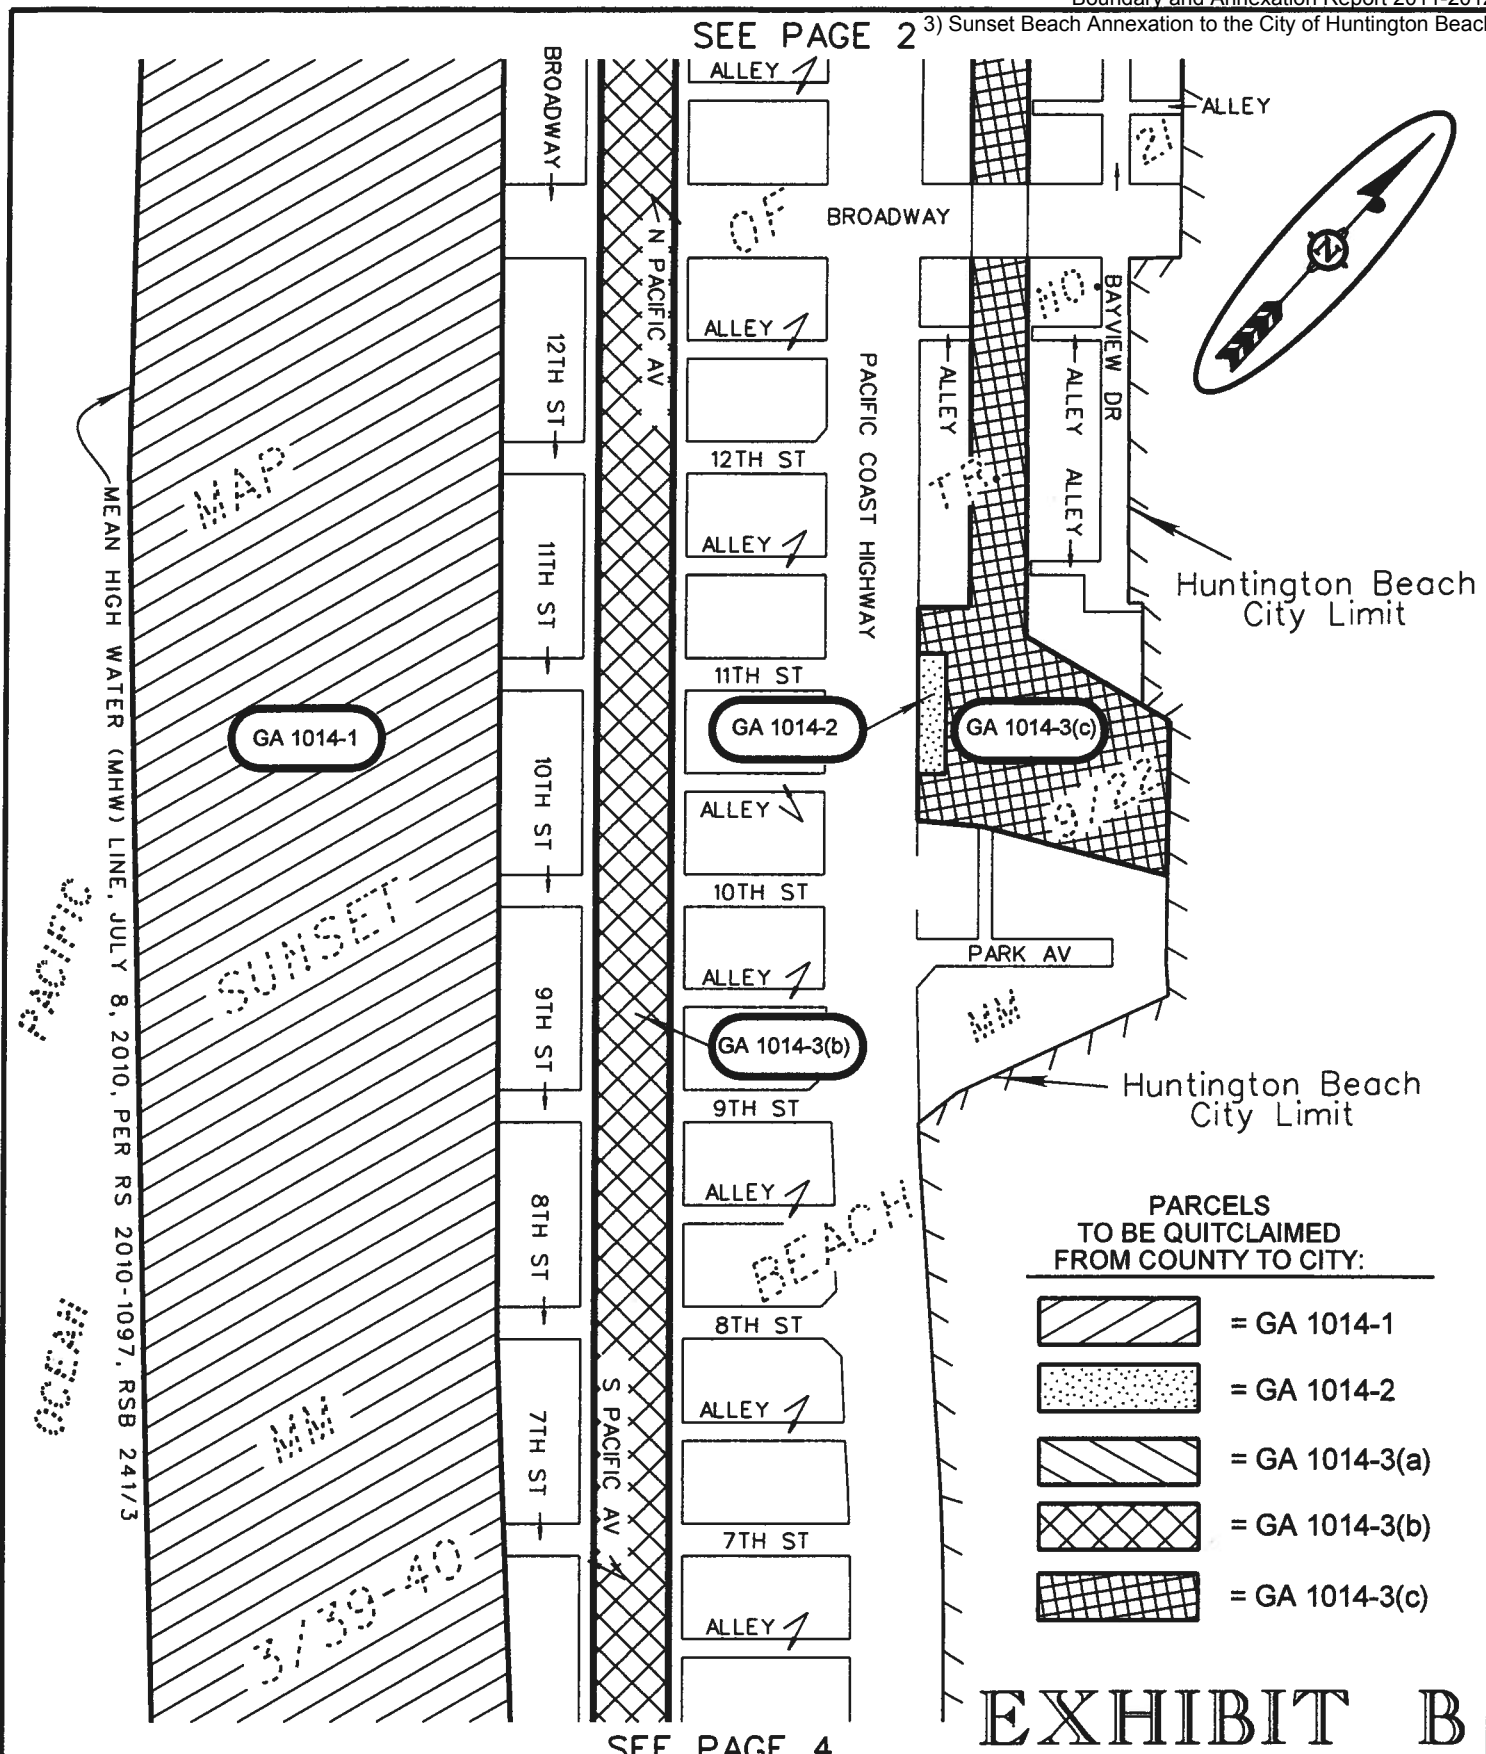 Boundary and Annexation Report 2011-2012
3) Sunset Beach Annexation to the City of Huntington Beach
SEE PAGE 2
BROADWAY
ALLEY
ALLEY
21
OF
BROADWAY
N PACIFIC AV
NO.
BAYVIEW DR
N
12TH ST
ALLEY
PACIFIC COAST HIGHWAY
ALLEY
ALLEY
ALLEY
TR.
12TH ST
MAP
MEAN HIGH WATER (MHW) LINE, JULY 8, 2010, PER RS 2010-1097, RSB 241/3
11TH ST
ALLEY
Huntington Beach
City Limit
11TH ST
GA 1014-1
GA 1014-2
GA 1014-3(c)
10TH ST
ALLEY
9/22
10TH ST
PACIFIC
SUNSET
PARK AV
ALLEY
9TH ST
MM
GA 1014-3(b)
Huntington Beach
City Limit
9TH ST
8TH ST
ALLEY
BEACH
8TH ST
OCEAN
MM
7TH ST
S PACIFIC AV
ALLEY
7TH ST
3/39-40
ALLEY
PARCELS
TO BE QUITCLAIMED
FROM COUNTY TO CITY:
= GA 1014-1
= GA 1014-2
= GA 1014-3(a)
= GA 1014-3(b)
= GA 1014-3(c)
EXHIBIT B
SEE PAGE 4